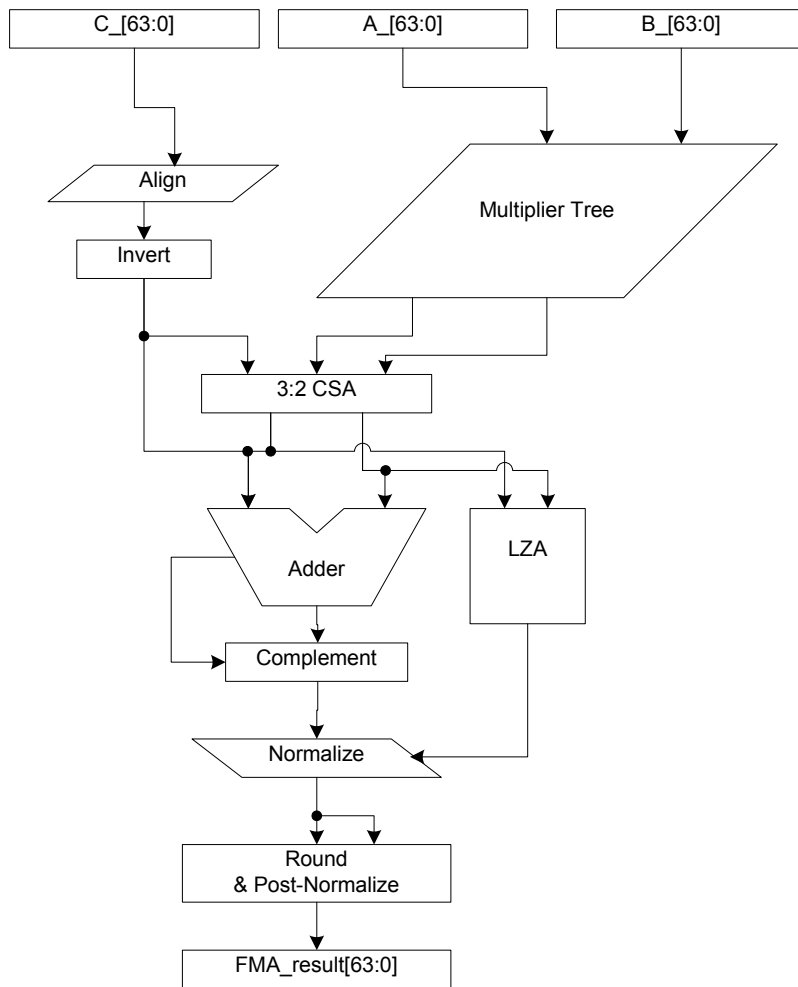 C_[63:0]
A_[63:0]
B_[63:0]
Align
Multiplier Tree
Invert
3:2 CSA
LZA
Adder
Complement
Normalize
Round
& Post-Normalize
FMA_result[63:0]